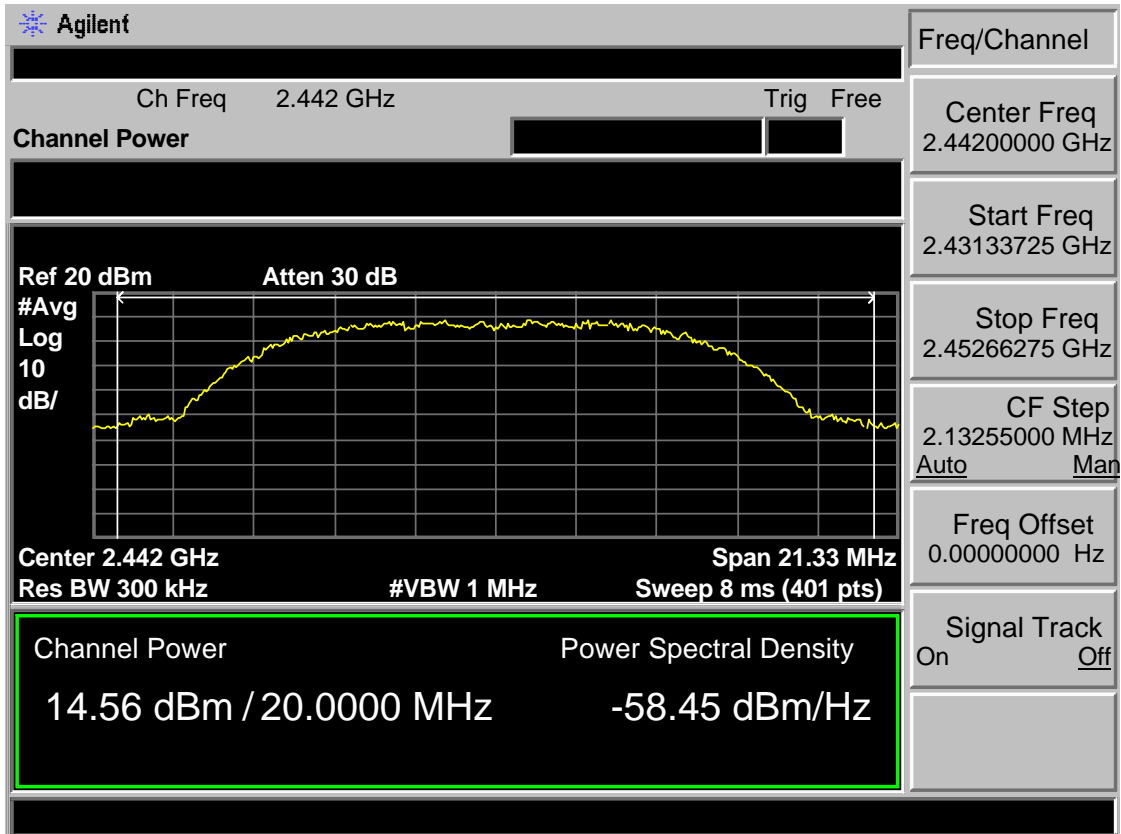 Agilent
Freq/Channel
Ch Freq 2.442 GHz Trig Free
Channel Power
Center Freq
2.44200000 GHz
Start Freq
2.43133725 GHz
Stop Freq
2.45266275 GHz
CF Step
2.13255000 MHz
Auto Man
Freq Offset
0.00000000 Hz
Signal Track
On Off
Ref 20 dBm Atten 30 dB
#Avg
Log
10
dB/
Center 2.442 GHz Span 21.33 MHz
Res BW 300 kHz #VBW 1 MHz Sweep 8 ms (401 pts)
Channel Power Power Spectral Density
14.56 dBm / 20.0000 MHz -58.45 dBm/Hz